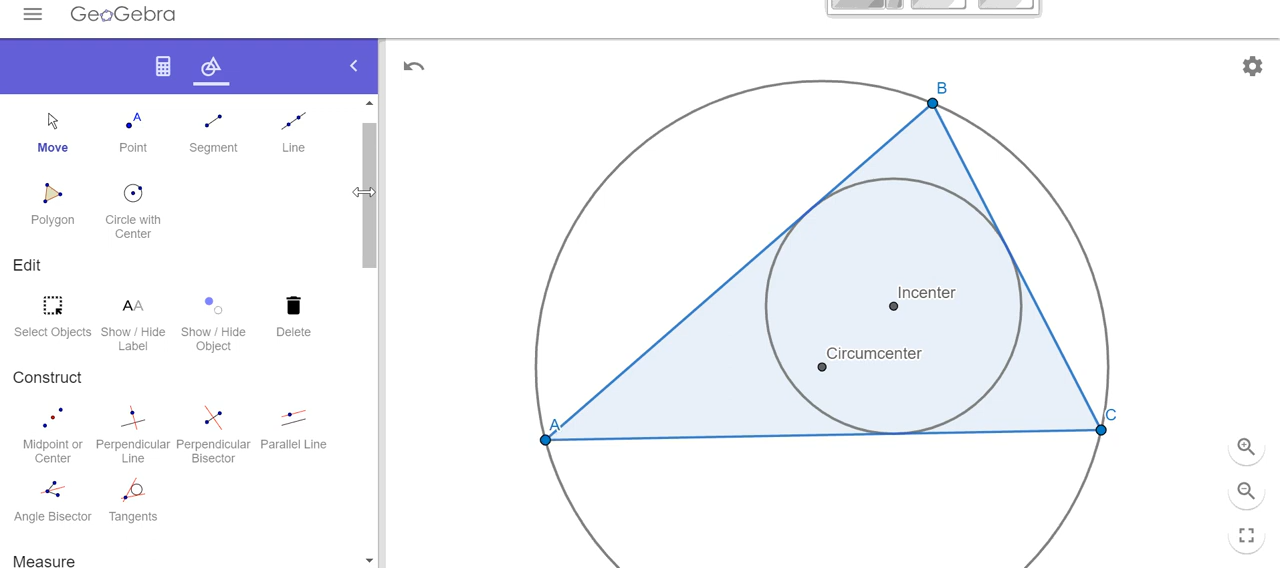 GeoGebra
A
Move
Point
Segment
Line
Polygon
Circle with
Center
Edit
AA
Select Objects
Show / Hide
Label
Show / Hide
Object
Delete
Construct
Midpoint or
Center
Perpendicular
Line
Perpendicular
Bisector
Parallel Line
Angle Bisector
Tangents
Measure
B
Incenter
Circumcenter
A
C